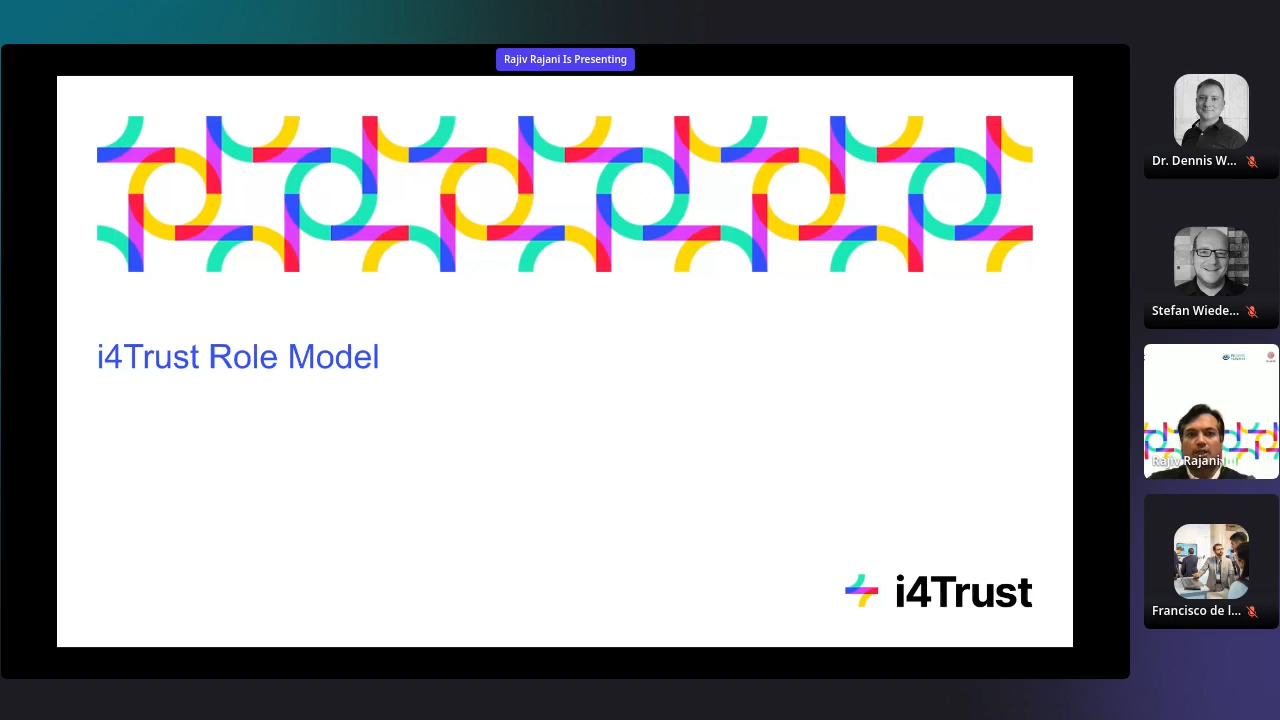 Rajiv Rajani Is Presenting
i4Trust Role Model
i4Trust
Dr. Dennis W...
Stefan Wiede...
Rajiv Rajani
Francisco de l...